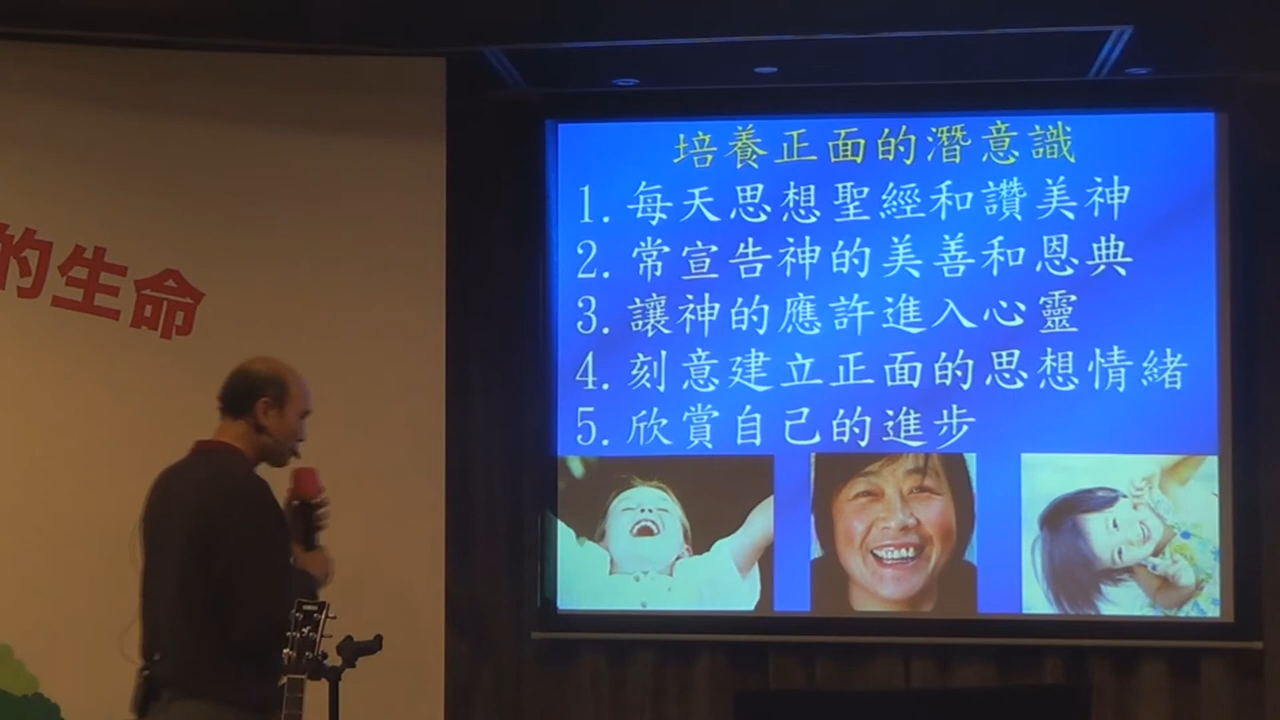 的生命
培養正面的潛意識
1. 每天思想聖經和讚美神
2. 常宣告神的美善和恩典
3. 讓神的應許進入心靈
4. 刻意建立正面的思想情緒
5. 欣賞自己的進步